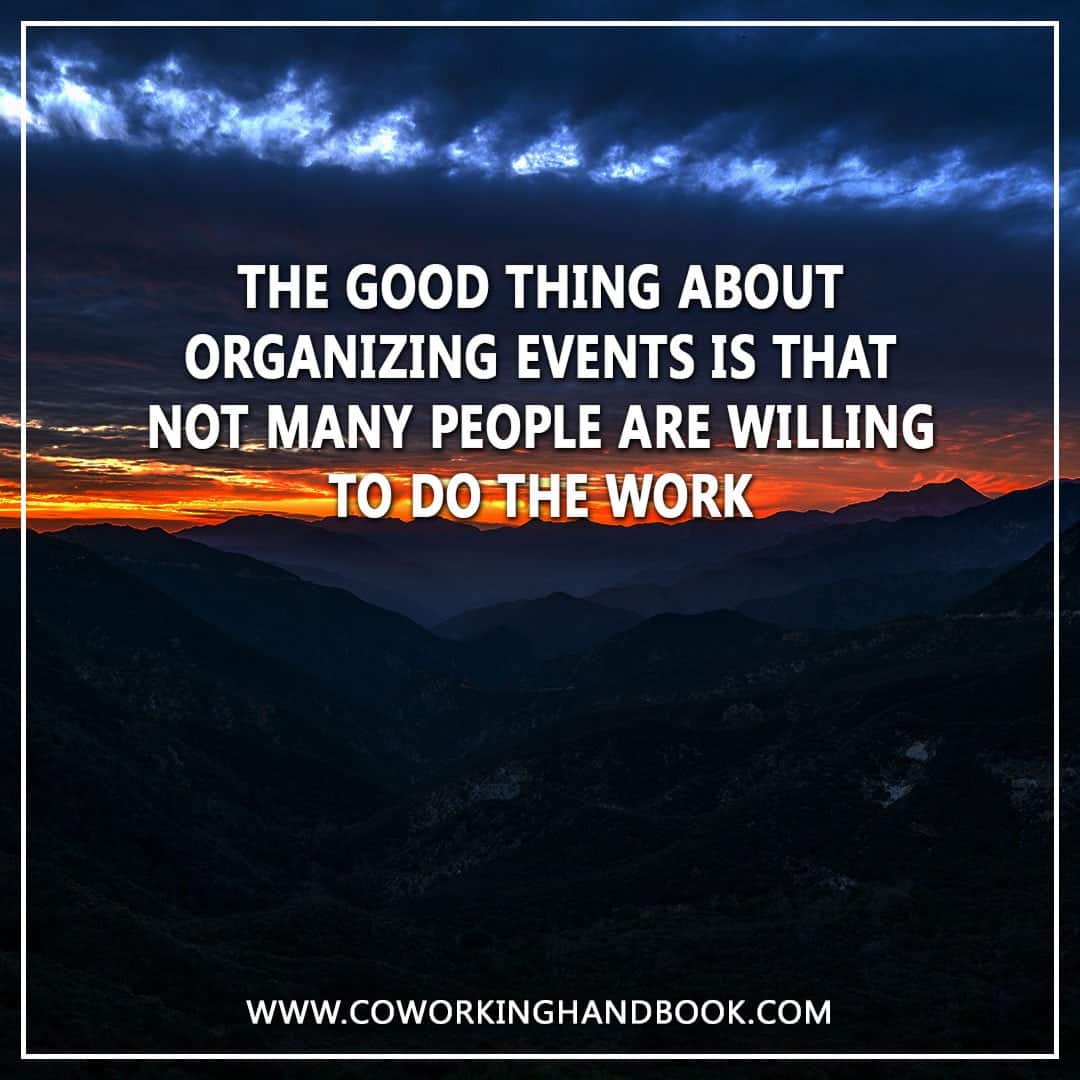 THE GOOD THING ABOUT
ORGANIZING EVENTS IS THAT
NOT MANY PEOPLE ARE WILLING
TO DO THE WORK
WWW.COWORKINGHANDBOOK.COM